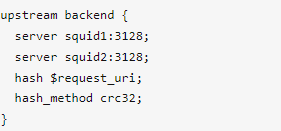 upstream backend {
server squid1:3128;
server squid2:3128;
hash $request_uri;
hash_method crc32;
}